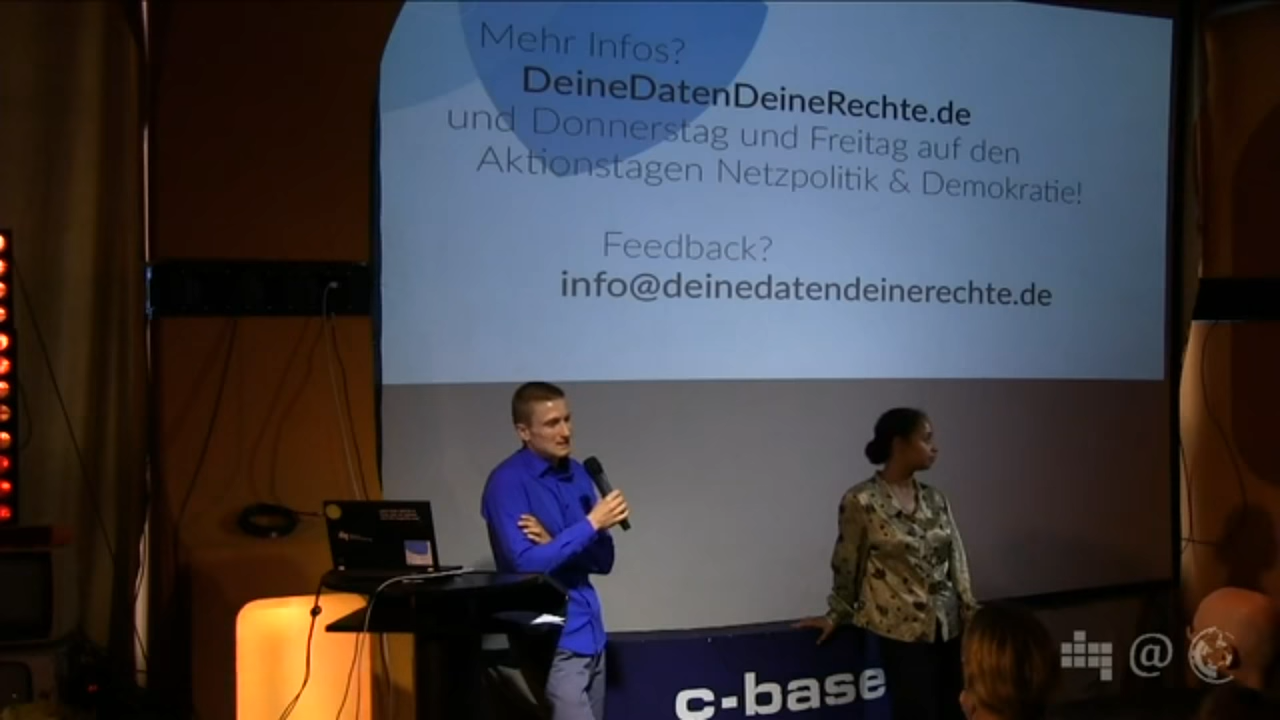 Mehr Infos?
DeineDatenDeineRechte.de
und Donnerstag und Freitag auf den
Aktionstagen Netzpolitik & Demokratie!
Feedback?
info@deinedatendeinerechte.de
c-base
@